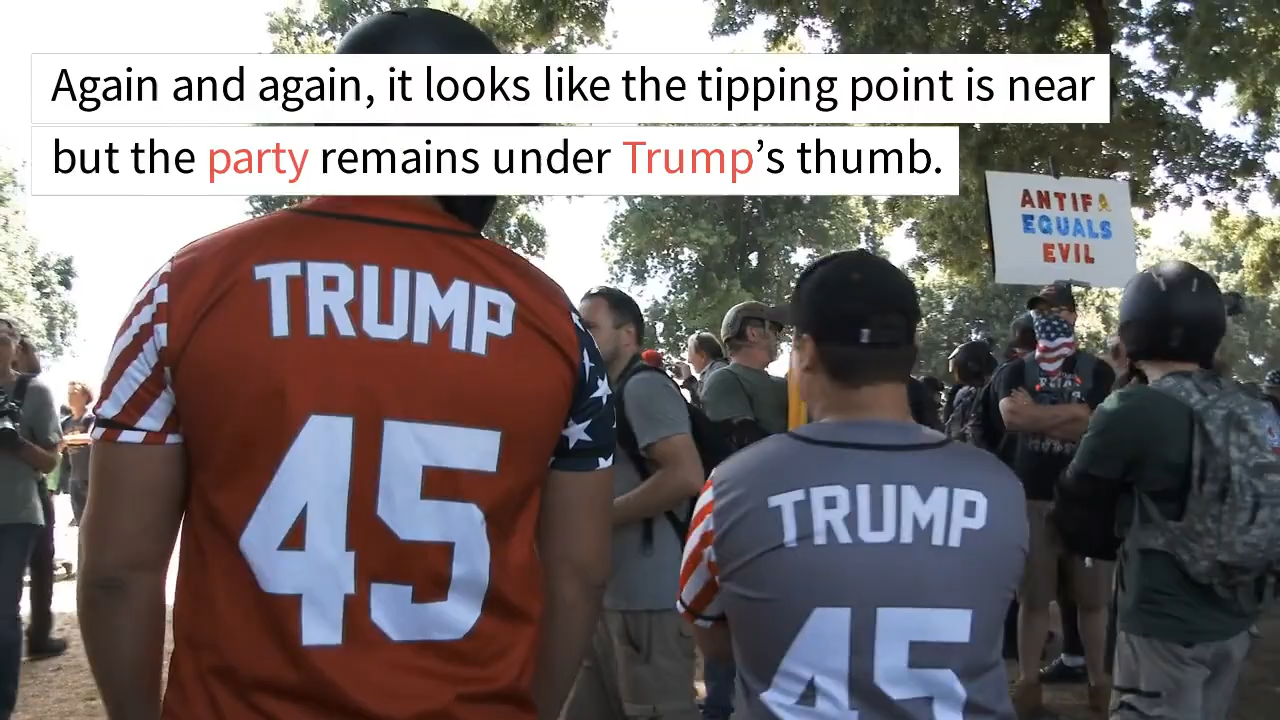 Again and again, it looks like the tipping point is near
but the party remains under Trump’s thumb.
ANTIFA
EQUALS
EVIL
TRUMP
45
TRUMP
45